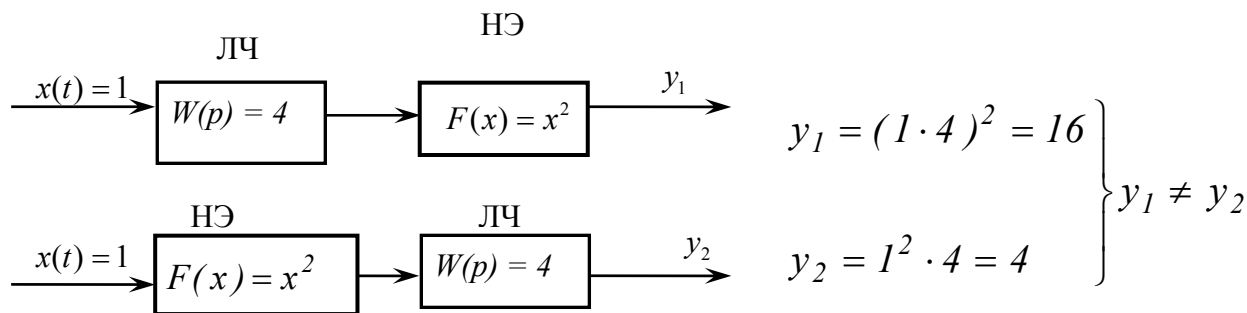 ЛЧ
НЭ
x(t) = 1
W(p) = 4
F(x) = x²
y₁
y₁ = (1 · 4)² = 16
НЭ
ЛЧ
x(t) = 1
F(x) = x²
W(p) = 4
y₂
y₂ = 1² · 4 = 4
y₁ ≠ y₂